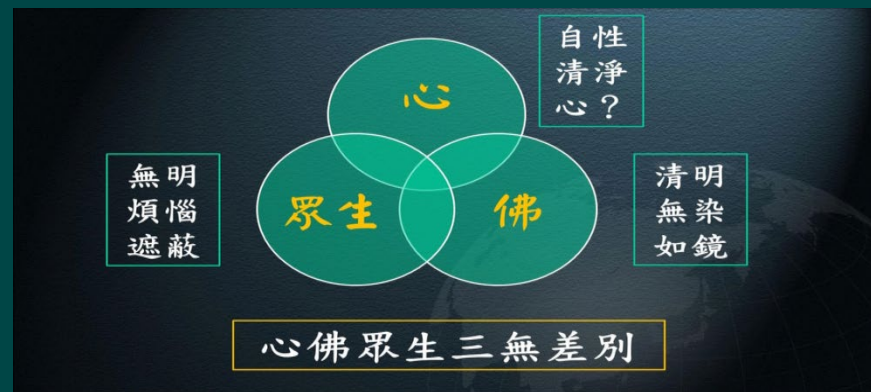 心
自性
清淨
心？
眾生
佛
無明
煩惱
遮蔽
清明
無染
如鏡
心佛眾生三無差別